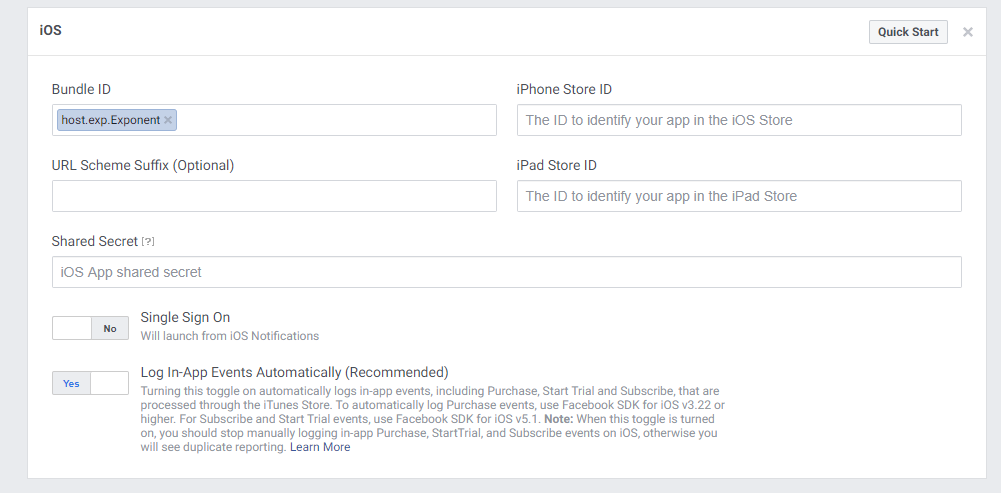 iOS
Quick Start
Bundle ID
iPhone Store ID
host.exp.Exponent
The ID to identify your app in the iOS Store
URL Scheme Suffix (Optional)
iPad Store ID
The ID to identify your app in the iPad Store
Shared Secret [?]
iOS App shared secret
No
Single Sign On
Will launch from iOS Notifications
Yes
Log In-App Events Automatically (Recommended)
Turning this toggle on automatically logs in-app events, including Purchase, Start Trial and Subscribe, that are
processed through the iTunes Store. To automatically log Purchase events, use Facebook SDK for iOS v3.22 or
higher. For Subscribe and Start Trial events, use Facebook SDK for iOS v5.1. Note: When this toggle is turned
on, you should stop manually logging in-app Purchase, StartTrial, and Subscribe events on iOS, otherwise you
will see duplicate reporting. Learn More